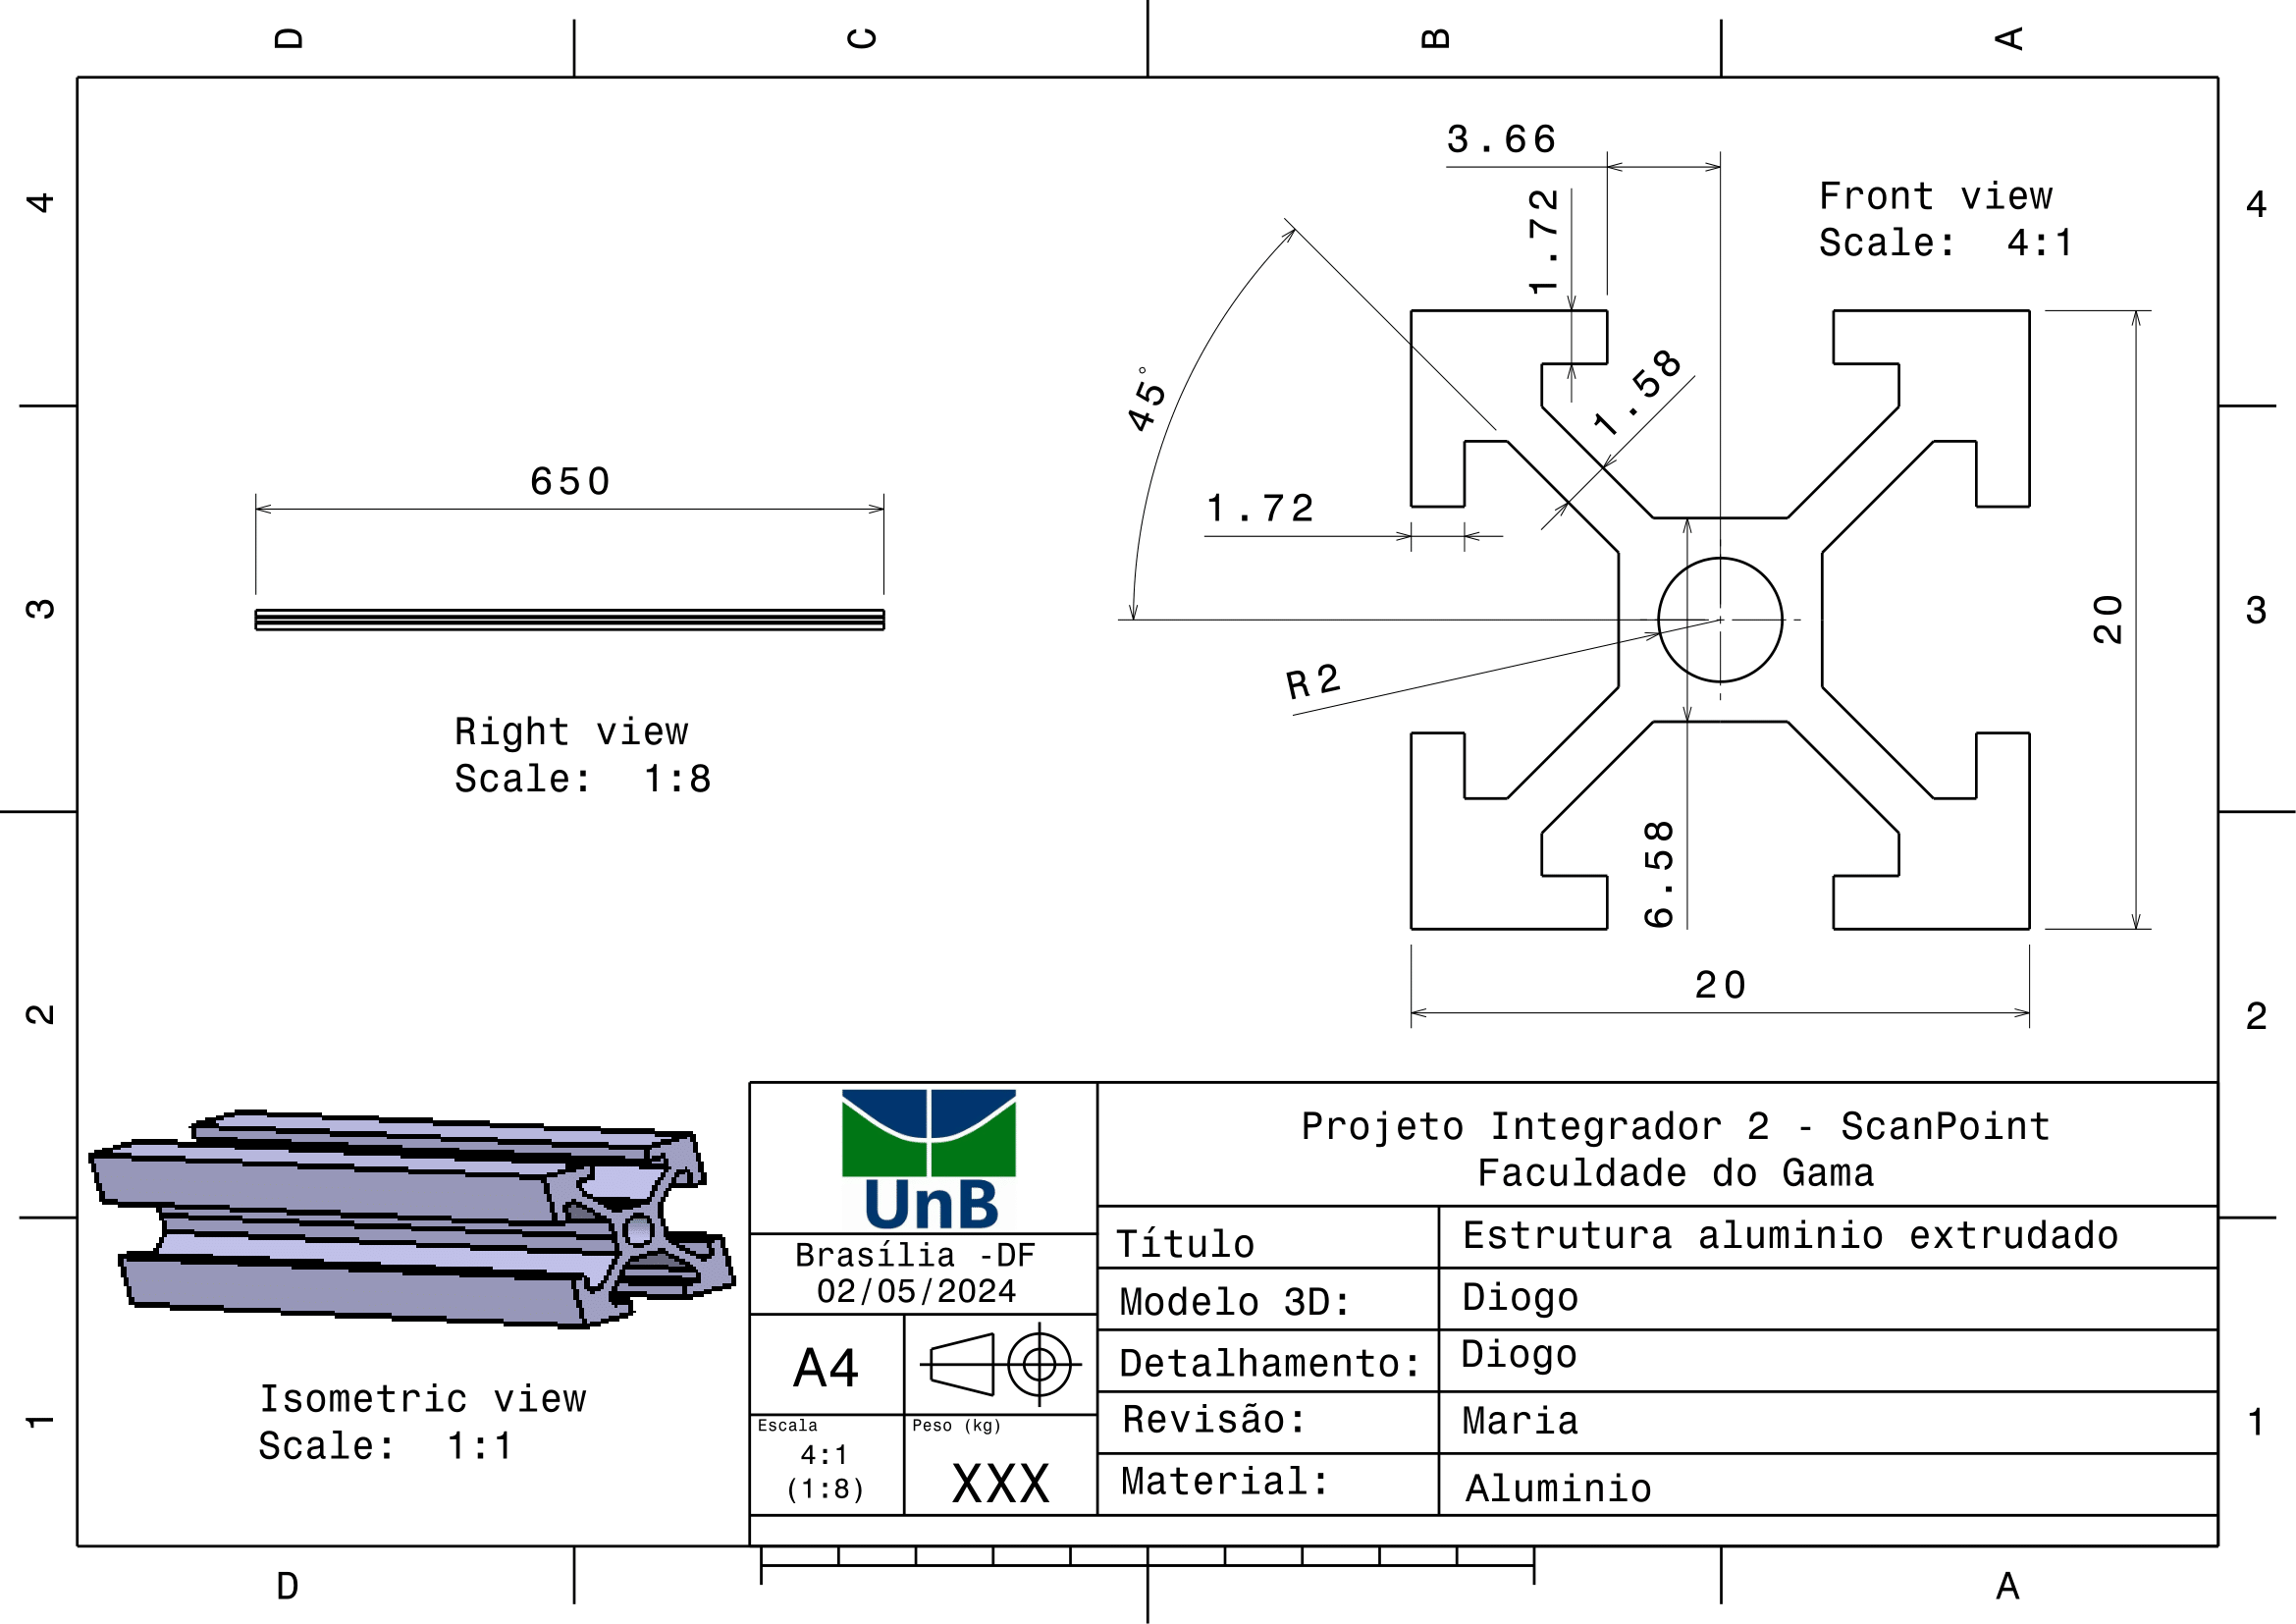 D
C
B
A
4
3.66
1.72
Front view
Scale: 4:1
4
45°
1.58
650
1.72
3
3
20
R2
Right view
Scale: 1:8
6.58
20
2
2
UnB
Projeto Integrador 2 - ScanPoint
Faculdade do Gama
Brasília -DF
02/05/2024
Título
Estrutura aluminio extrudado
Modelo 3D:
Diogo
A4
Detalhamento:
Diogo
Isometric view
Scale: 1:1
1
Escala
4:1
(1:8)
Peso (kg)
XXX
Revisão:
Maria
1
Material:
Aluminio
D
A